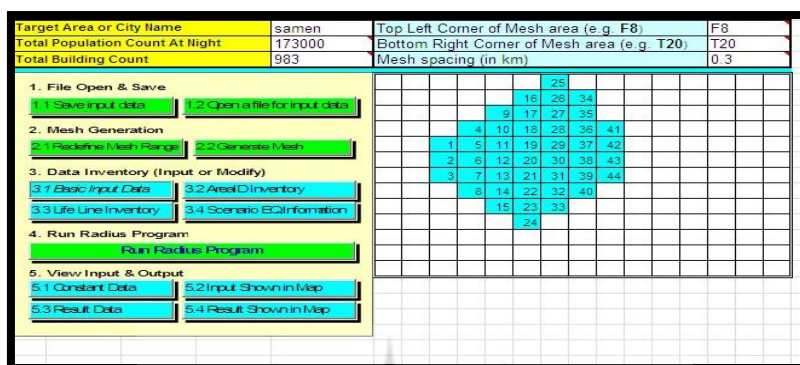 Target Area or City Name samen Top Left Corner of Mesh area (e.g. F8) F8
Total Population Count At Night 173000 Bottom Right Corner of Mesh area (e.g. T20) T20
Total Building Count 983 Mesh spacing (in km) 0.3
1. File Open & Save
1.1 Save input data 1.2 Open a file for input data
2. Mesh Generation
2.1 Redefine Mesh Range 2.2 Generate Mesh
3. Data Inventory (Input or Modify)
3.1 Basic Input Data 3.2 Area ID Inventory
3.3 Life Line Inventory 3.4 Scenario EQ Information
4. Run Radius Program
Run Radius Program
5. View Input & Output
5.1 Constant Data 5.2 Input Shown in Map
5.3 Result Data 5.4 Result Shown in Map
25
16 26 34
9 17 27 35
4 10 18 28 36 41
1 5 11 19 29 37 42
2 6 12 20 30 38 43
3 7 13 21 31 39 44
8 14 22 32 40
15 23 33
24